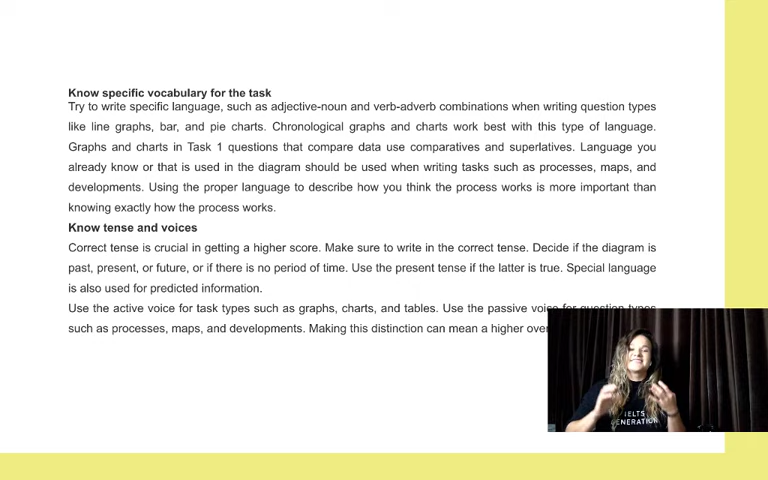 Know specific vocabulary for the task
Try to write specific language, such as adjective-noun and verb-adverb combinations when writing question types
like line graphs, bar, and pie charts. Chronological graphs and charts work best with this type of language.
Graphs and charts in Task 1 questions that compare data use comparatives and superlatives. Language you
already know or that is used in the diagram should be used when writing tasks such as processes, maps, and
developments. Using the proper language to describe how you think the process works is more important than
knowing exactly how the process works.
Know tense and voices
Correct tense is crucial in getting a higher score. Make sure to write in the correct tense. Decide if the diagram is
past, present, or future, or if there is no period of time. Use the present tense if the latter is true. Special language
is also used for predicted information.
Use the active voice for task types such as graphs, charts, and tables. Use the passive voice for question types
such as processes, maps, and developments. Making this distinction can mean a higher
IELTS
GENERATION